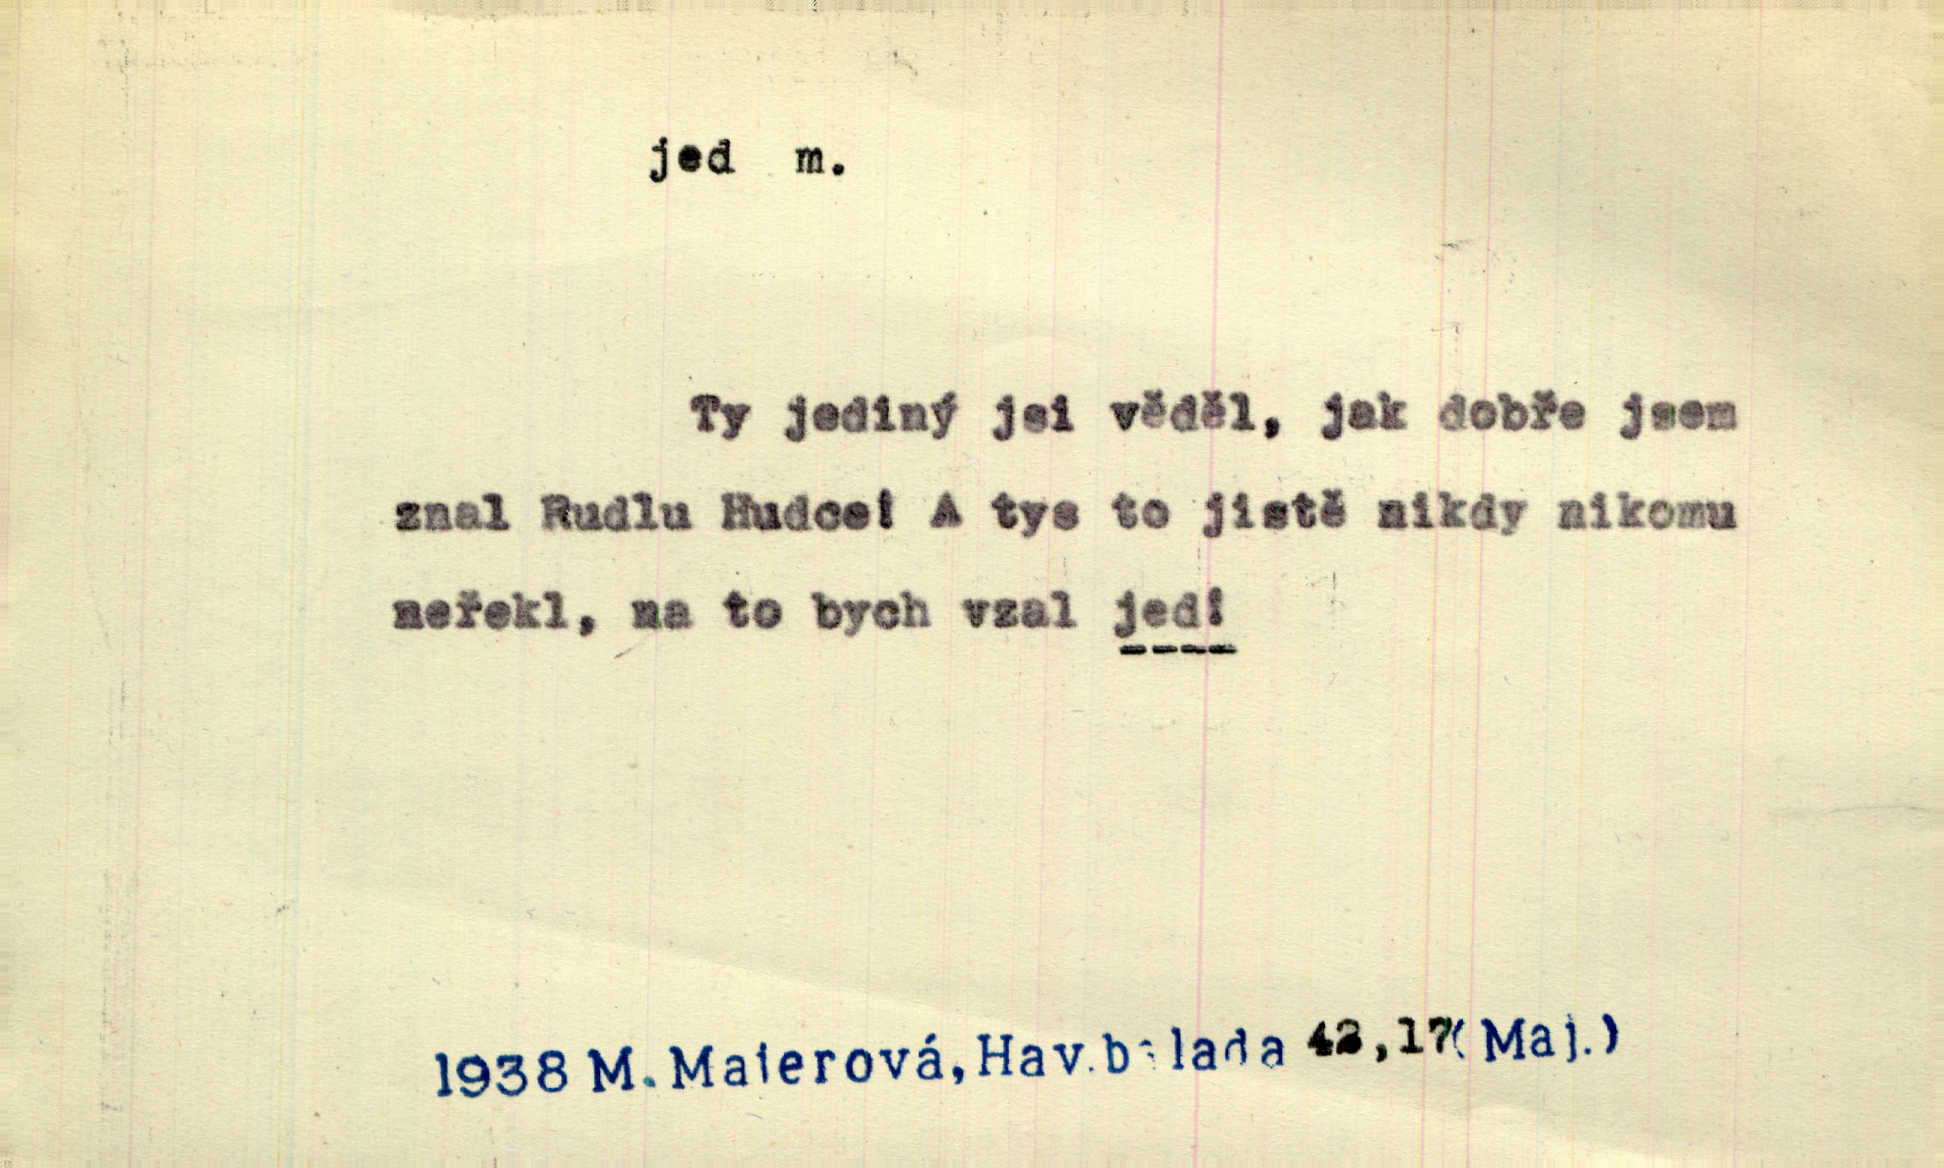 jed m.
Ty jediný jsi věděl, jak dobře jsem
znal Rudlu Hudce! A tys to jistě nikdy nikomu
neřekl, na to bych vzal jed!
1938 M. Majerová, Hav. balada 42,17 (Maj.)